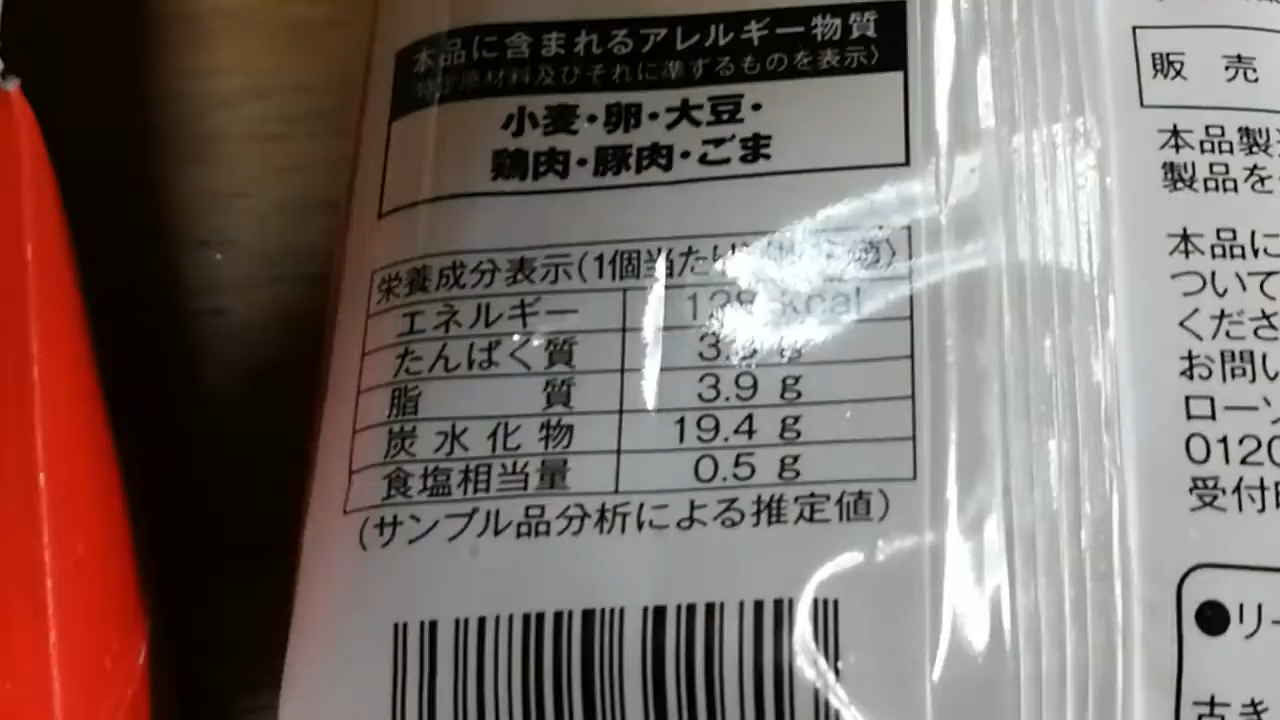 本品に含まれるアレルギー物質
原材料及びそれに準ずるものを表示〉
小麦・卵・大豆・
鶏肉・豚肉・ごま
栄養成分表示(1個当たり)
エネルギー kcal
たんぱく質 g
脂質 3.9 g
炭水化物 19.4 g
食塩相当量 0.5 g
(サンプル品分析による推定値)
販売
本品製
製品を
本品に
ついて
くださ
お問い
ローソ
0120
受付
●リー
古き